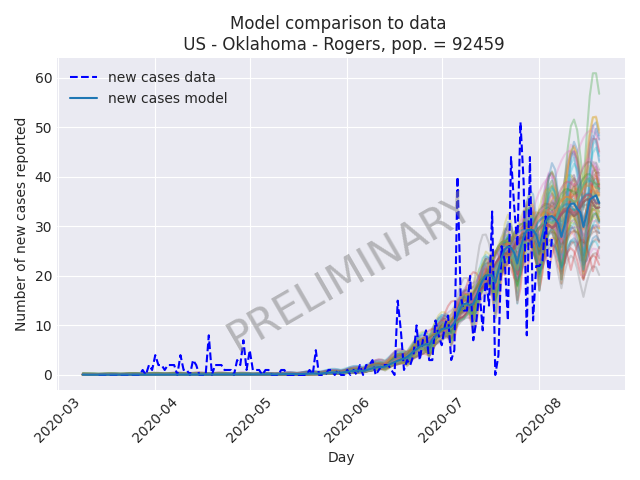 Model comparison to data
US - Oklahoma - Rogers, pop. = 92459
new cases data
new cases model
PRELIMINARY
Number of new cases reported
60
50
40
30
20
10
0
2020-03
2020-04
2020-05
2020-06
2020-07
2020-08
Day